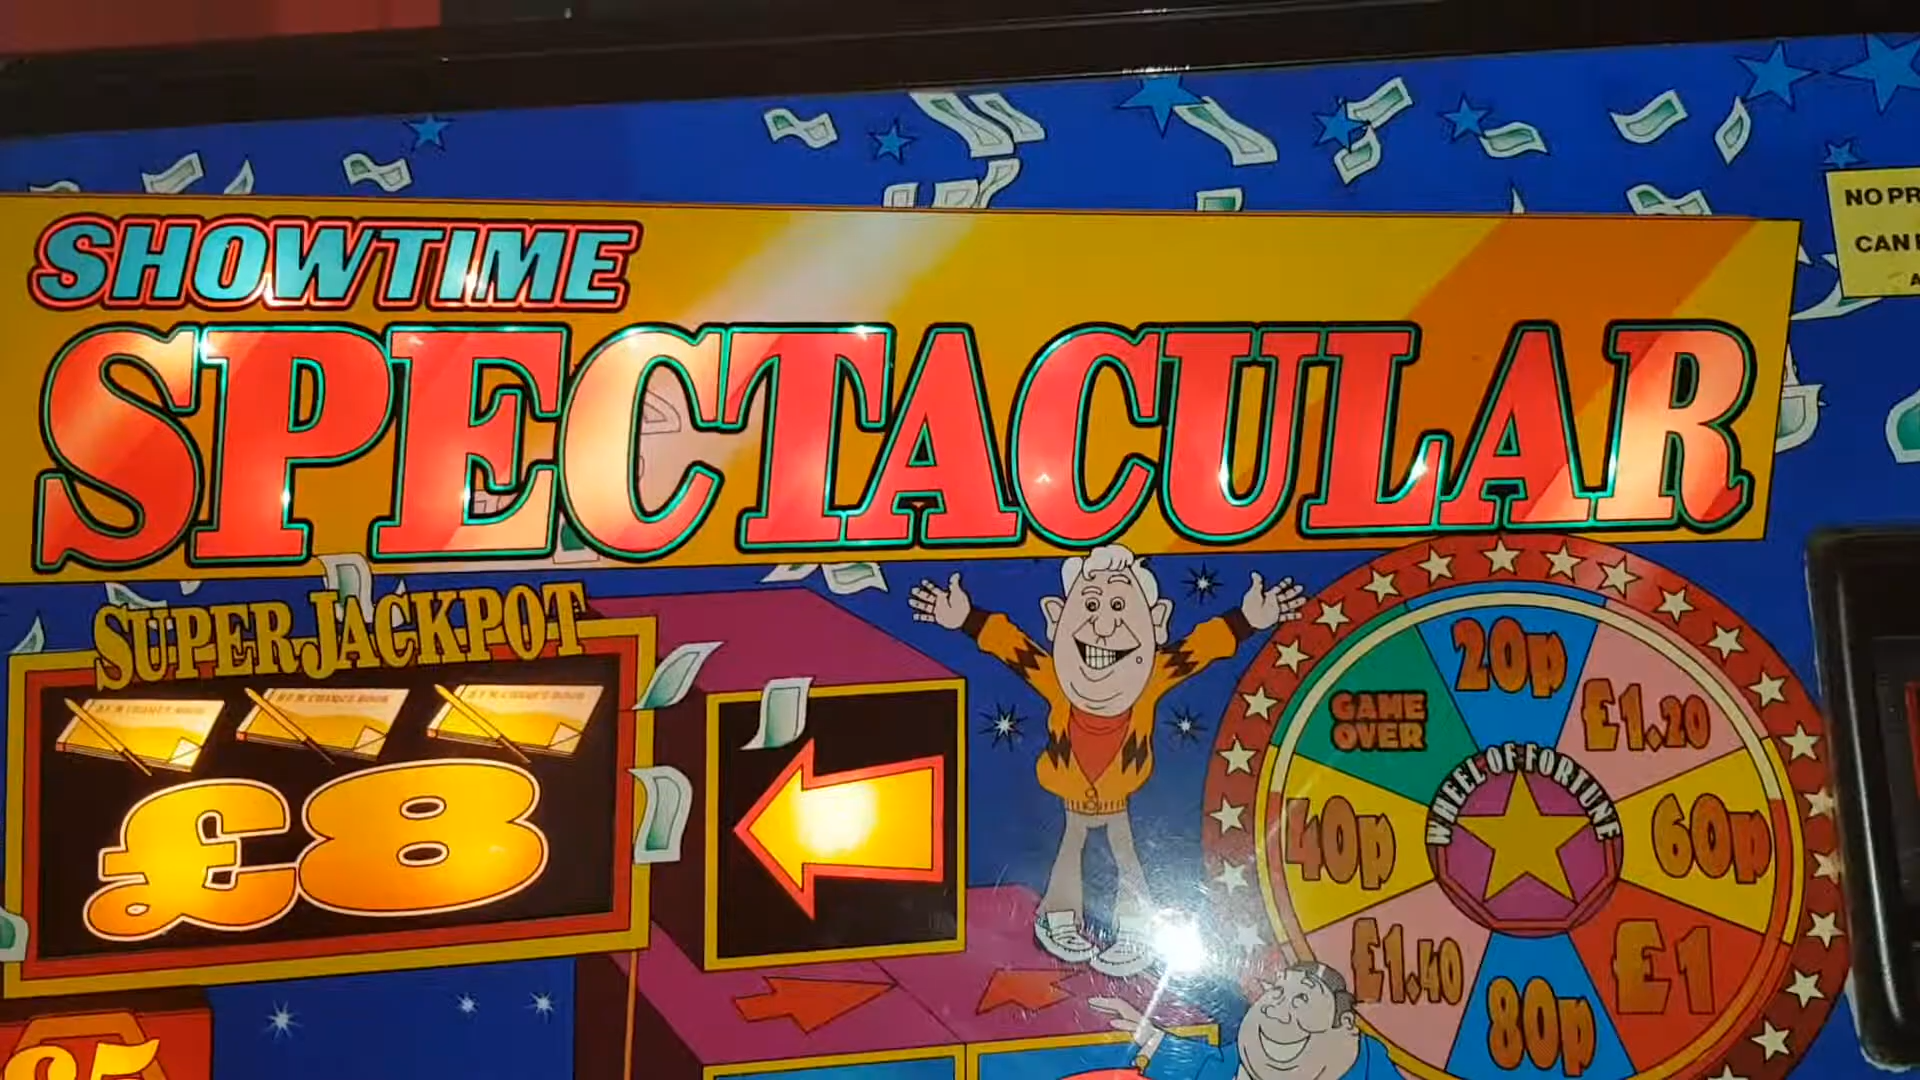 SHOWTIME
SPECTACULAR
NO PR
CAN
SUPER JACKPOT
£8
20p
£1.20
60p
£1
80p
£1.40
40p
GAME
OVER
WHEEL OF FORTUNE